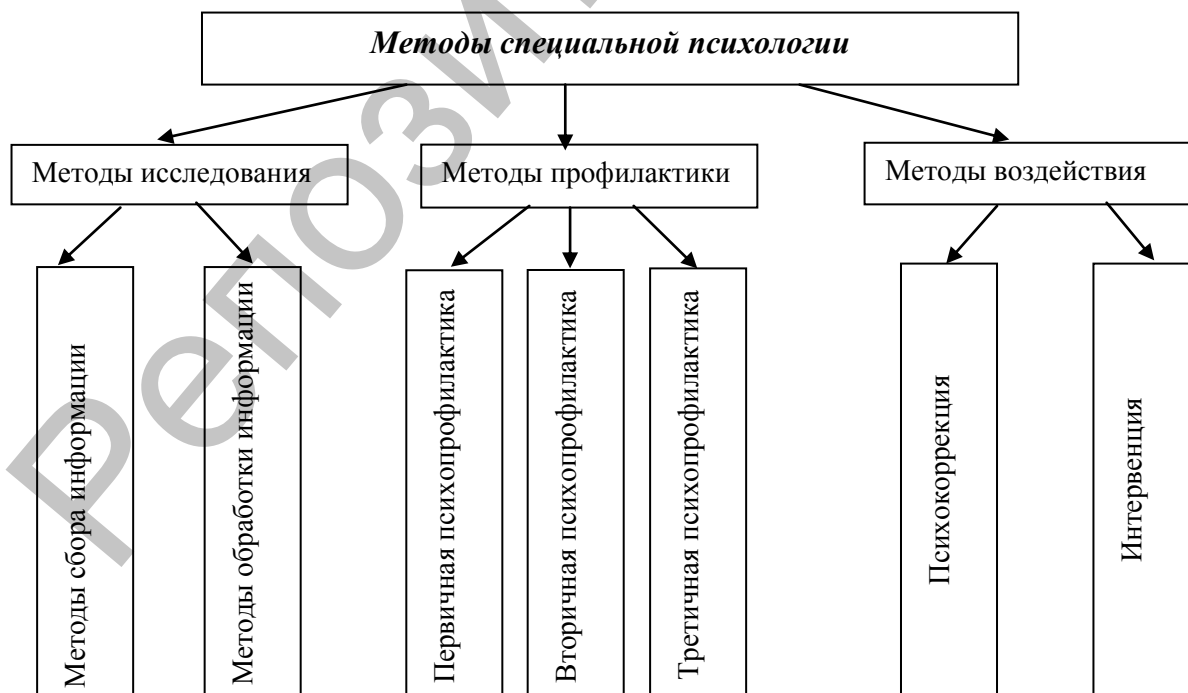 Методы специальной психологии
Методы исследования
Методы профилактики
Методы воздействия
Методы сбора информации
Методы обработки информации
Первичная психопрофилактика
Вторичная психопрофилактика
Третичная психопрофилактика
Психокоррекция
Интервенция
Репози